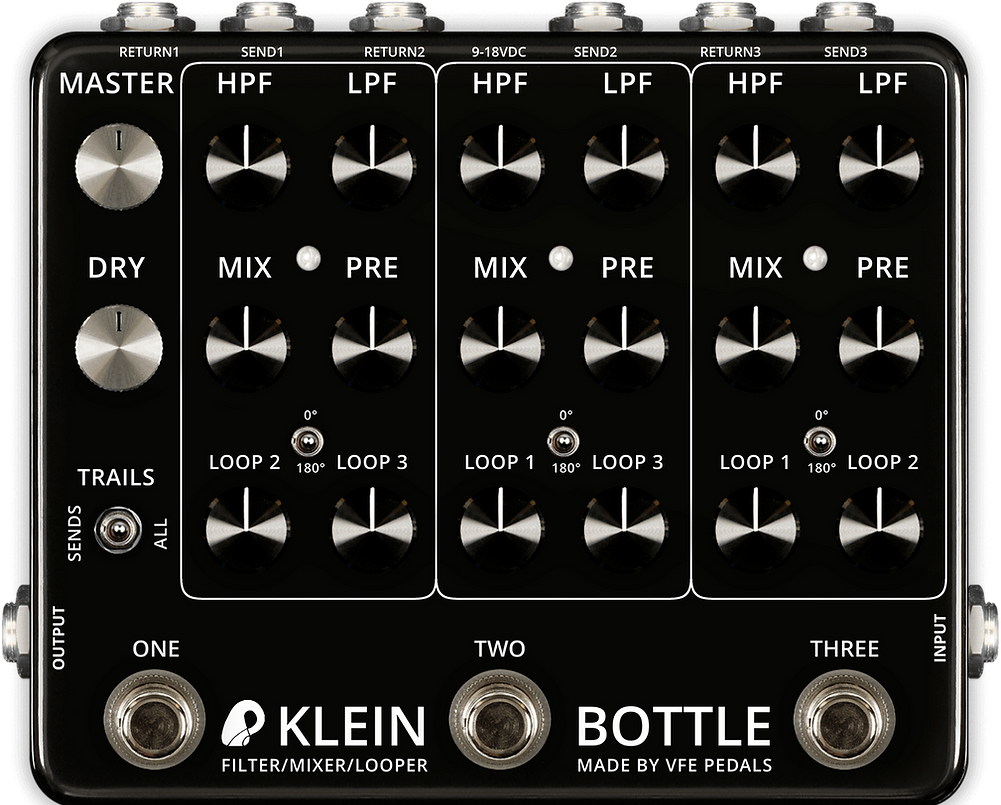 RETURN1 SEND1 RETURN2 9-18VDC SEND2 RETURN3 SEND3
MASTER HPF LPF HPF LPF HPF LPF
DRY MIX PRE MIX PRE MIX PRE
0° 0° 0°
LOOP 2 180° LOOP 3 LOOP 1 180° LOOP 3 LOOP 1 180° LOOP 2
TRAILS
SENDS ALL
OUTPUT INPUT
ONE TWO THREE
KLEIN BOTTLE
FILTER/MIXER/LOOPER MADE BY VFE PEDALS